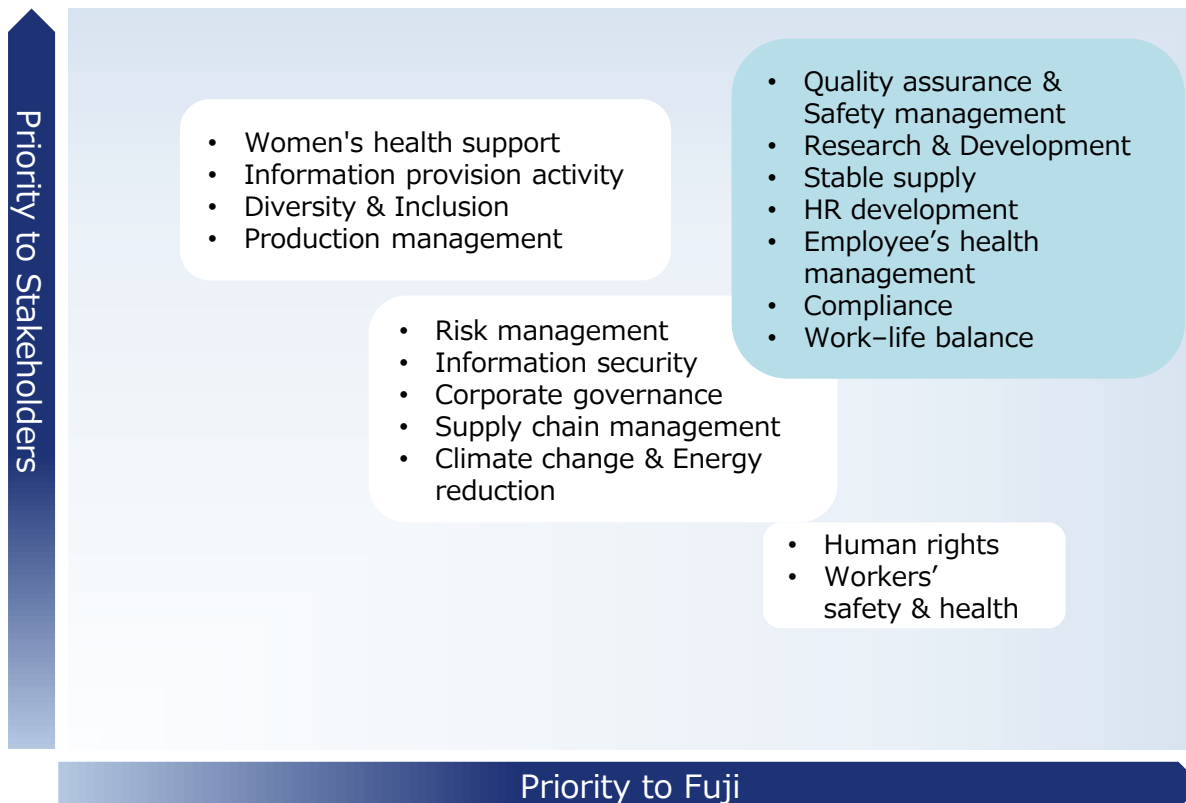 Priority to Stakeholders
• Women's health support
• Information provision activity
• Diversity & Inclusion
• Production management
• Quality assurance &
Safety management
• Research & Development
• Stable supply
• HR development
• Employee’s health
management
• Compliance
• Work–life balance
• Risk management
• Information security
• Corporate governance
• Supply chain management
• Climate change & Energy
reduction
• Human rights
• Workers’
safety & health
Priority to Fuji